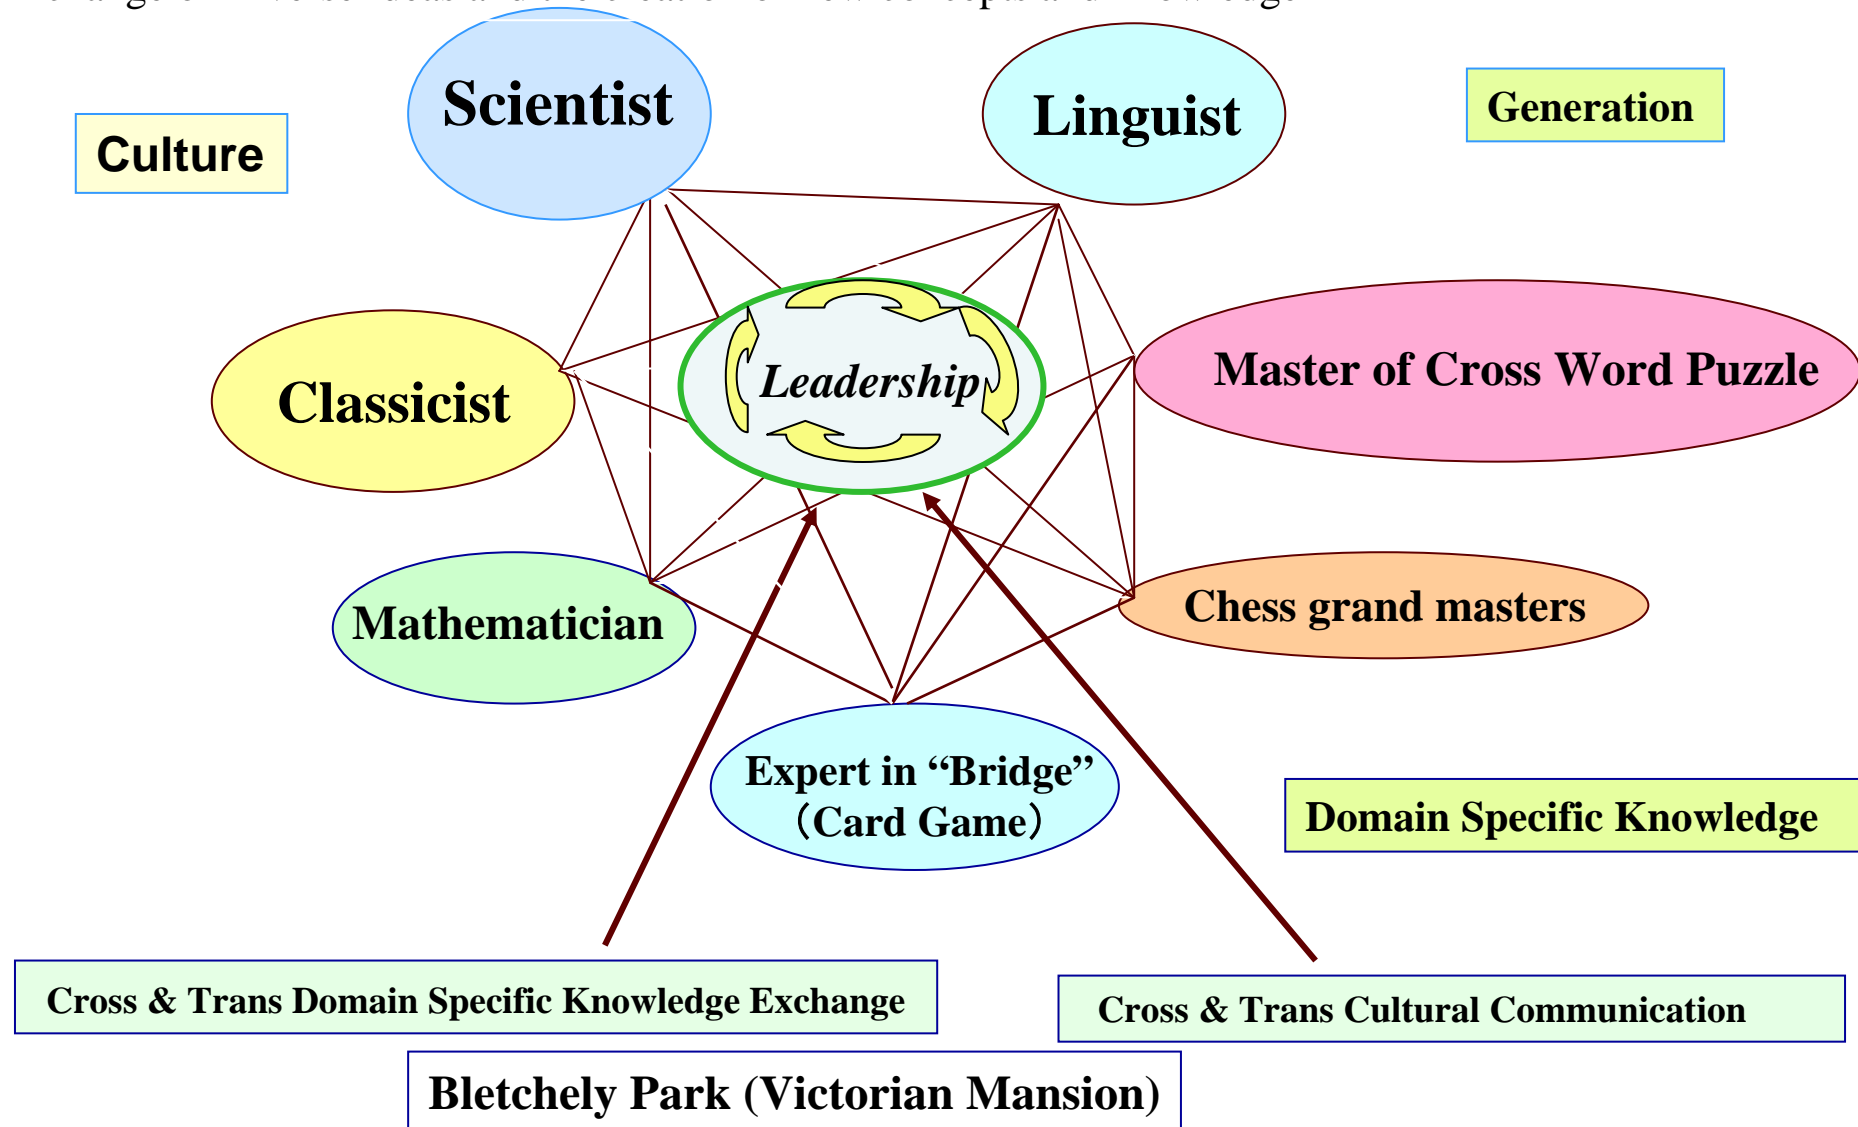 Scientist
Linguist
Generation
Culture
Leadership
Master of Cross Word Puzzle
Classicist
Chess grand masters
Mathematician
Expert in “Bridge”
（Card Game）
Domain Specific Knowledge
Cross & Trans Domain Specific Knowledge Exchange
Cross & Trans Cultural Communication
Bletchely Park (Victorian Mansion)